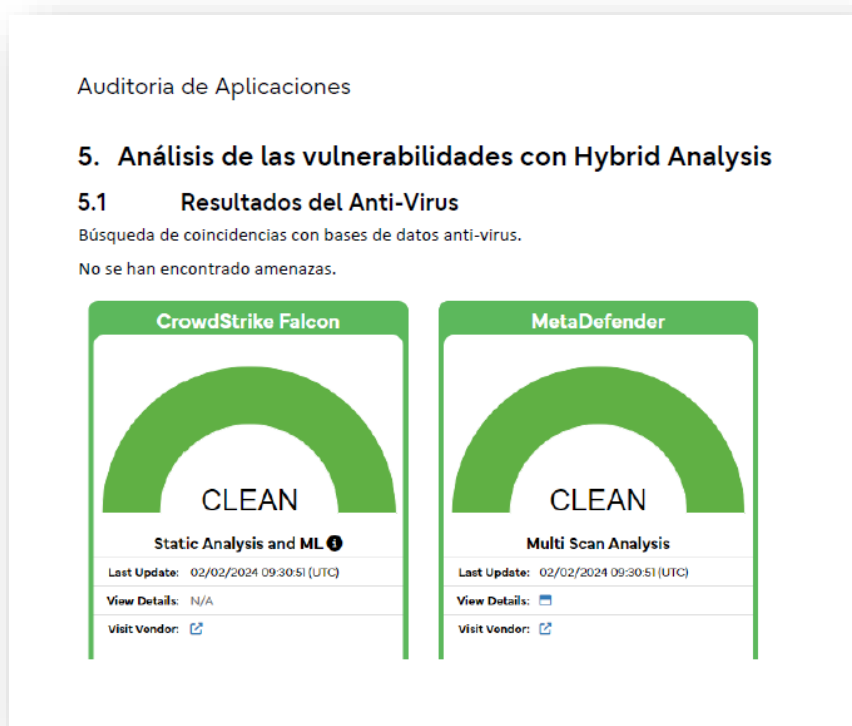 Auditoria de Aplicaciones
5. Análisis de las vulnerabilidades con Hybrid Analysis
5.1 Resultados del Anti-Virus
Búsqueda de coincidencias con bases de datos anti-virus.
No se han encontrado amenazas.
CrowdStrike Falcon
CLEAN
Static Analysis and ML
Last Update: 02/02/2024 09:30:51 (UTC)
View Details: N/A
Visit Vendor:
MetaDefender
CLEAN
Multi Scan Analysis
Last Update: 02/02/2024 09:30:51 (UTC)
View Details:
Visit Vendor: